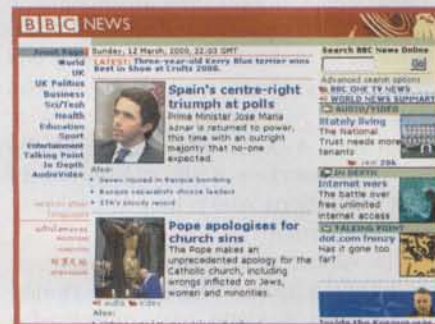 BBC NEWS
Front Page
World
UK
UK Politics
Business
Sci/Tech
Health
Education
Sport
Entertainment
Talking Point
In Depth
AudioVideo
Sunday, 12 March, 2000, 22:03 GMT
LATEST: Three-year-old Kerry Blue terrier wins
Best in Show at Crufts 2000.
Spain's centre-right
triumph at polls
Prime Minister Jose Maria
Aznar is returned to power,
this time with an outright
majority that no-one
expected.
Also:
Seven injured in Basque bombing
Basque separatists choose leaders
ETA's bloody record
Pope apologises for
church sins
The Pope makes an
unprecedented apology for the
Catholic church, including
wrongs inflicted on Jews,
women and minorities.
audio video
Also:
Search BBC News Online
Go
Advanced search options
BBC ONE TV NEWS
WORLD NEWS SUMMARY
AUDIO/VIDEO
Stately living
The National
Trust needs more
tenants
28k
IN DEPTH
Internet wars
The battle over
free unlimited
internet access
TALKING POINT
dot.com frenzy
Has it gone too
far?
Inside the